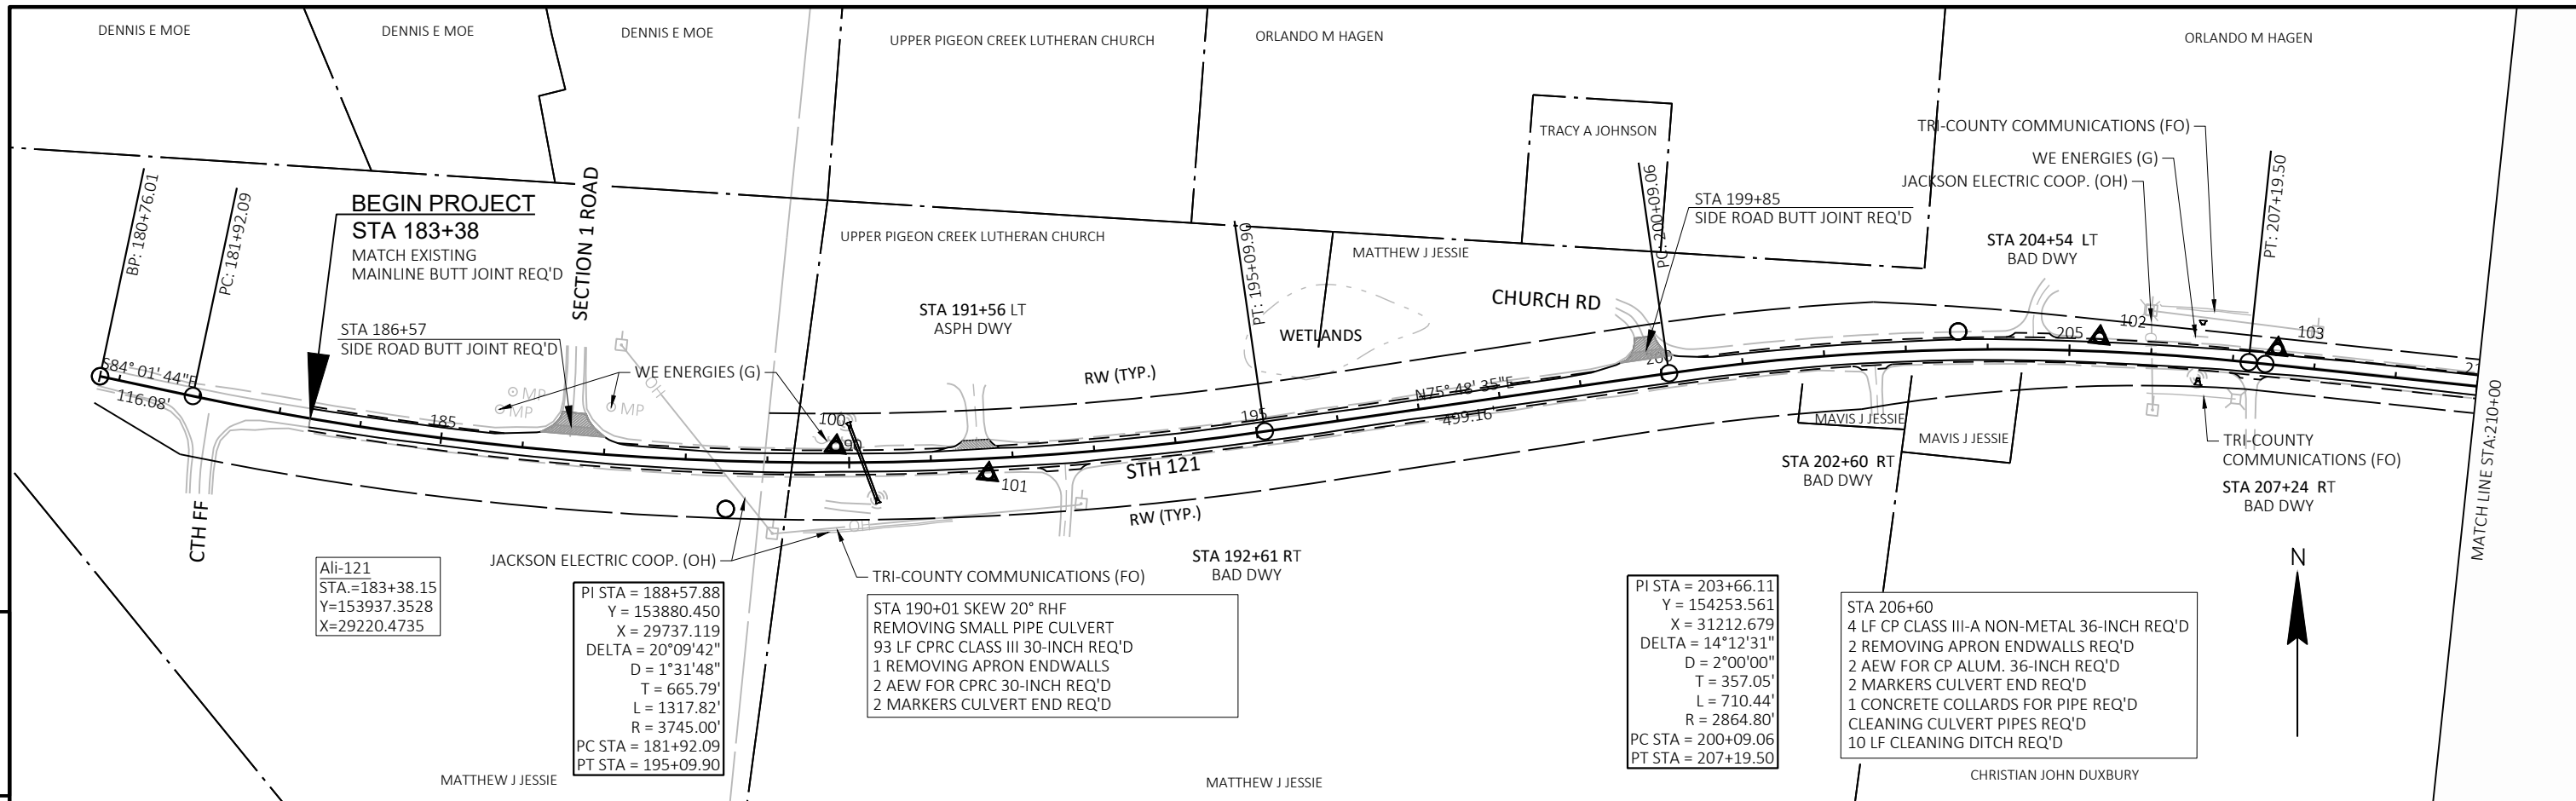 DENNIS E MOE
DENNIS E MOE
DENNIS E MOE
UPPER PIGEON CREEK LUTHERAN CHURCH
ORLANDO M HAGEN
ORLANDO M HAGEN
TRACY A JOHNSON
TRI-COUNTY COMMUNICATIONS (FO)
WE ENERGIES (G)
JACKSON ELECTRIC COOP. (OH)
BP: 180+76.01
PC: 181+92.09
BEGIN PROJECT
STA 183+38
MATCH EXISTING
MAINLINE BUTT JOINT REQ'D
SECTION 1 ROAD
UPPER PIGEON CREEK LUTHERAN CHURCH
PT: 195+09.90
MATTHEW J JESSIE
PC: 200+09.06
STA 199+85
SIDE ROAD BUTT JOINT REQ'D
STA 204+54 LT
BAD DWY
PT: 207+19.50
STA 186+57
SIDE ROAD BUTT JOINT REQ'D
STA 191+56 LT
ASPH DWY
WETLANDS
CHURCH RD
S84° 01' 44"E
116.08'
185
MP
MP
MP
WE ENERGIES (G)
OH
100
190
101
RW (TYP.)
195
N75° 48' 35"E
499.16'
200
205
102
103
21
STH 121
RW (TYP.)
MAVIS J JESSIE
MAVIS J JESSIE
STA 202+60 RT
BAD DWY
TRI-COUNTY
COMMUNICATIONS (FO)
STA 207+24 RT
BAD DWY
MATCH LINE STA:210+00
CTH FF
OH
JACKSON ELECTRIC COOP. (OH)
TRI-COUNTY COMMUNICATIONS (FO)
STA 192+61 RT
BAD DWY
Ali-121
STA.=183+38.15
Y=153937.3528
X=29220.4735
PI STA = 188+57.88
Y = 153880.450
X = 29737.119
DELTA = 20°09'42"
D = 1°31'48"
T = 665.79'
L = 1317.82'
R = 3745.00'
PC STA = 181+92.09
PT STA = 195+09.90
STA 190+01 SKEW 20° RHF
REMOVING SMALL PIPE CULVERT
93 LF CPRC CLASS III 30-INCH REQ'D
1 REMOVING APRON ENDWALLS
2 AEW FOR CPRC 30-INCH REQ'D
2 MARKERS CULVERT END REQ'D
PI STA = 203+66.11
Y = 154253.561
X = 31212.679
DELTA = 14°12'31"
D = 2°00'00"
T = 357.05'
L = 710.44'
R = 2864.80'
PC STA = 200+09.06
PT STA = 207+19.50
STA 206+60
4 LF CP CLASS III-A NON-METAL 36-INCH REQ'D
2 REMOVING APRON ENDWALLS REQ'D
2 AEW FOR CP ALUM. 36-INCH REQ'D
2 MARKERS CULVERT END REQ'D
1 CONCRETE COLLARDS FOR PIPE REQ'D
CLEANING CULVERT PIPES REQ'D
10 LF CLEANING DITCH REQ'D
N
MATTHEW J JESSIE
MATTHEW J JESSIE
CHRISTIAN JOHN DUXBURY